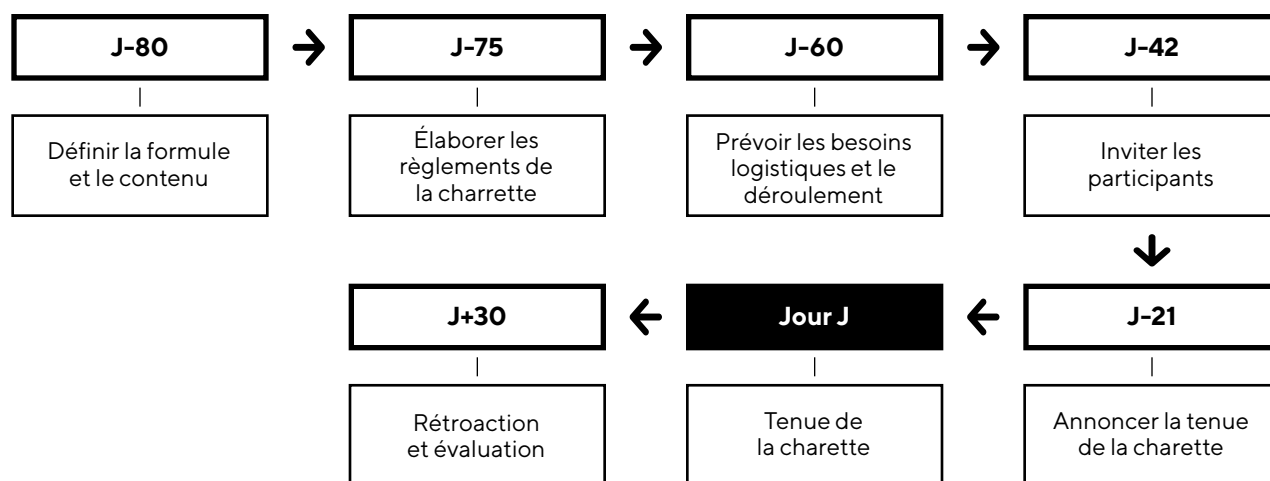 J-80
J-75
J-60
J-42
Définir la formule
et le contenu
Élaborer les
règlements de
la charrette
Prévoir les besoins
logistiques et le
déroulement
Inviter les
participants
J+30
Jour J
J-21
Rétroaction
et évaluation
Tenue de
la charette
Annoncer la tenue
de la charette